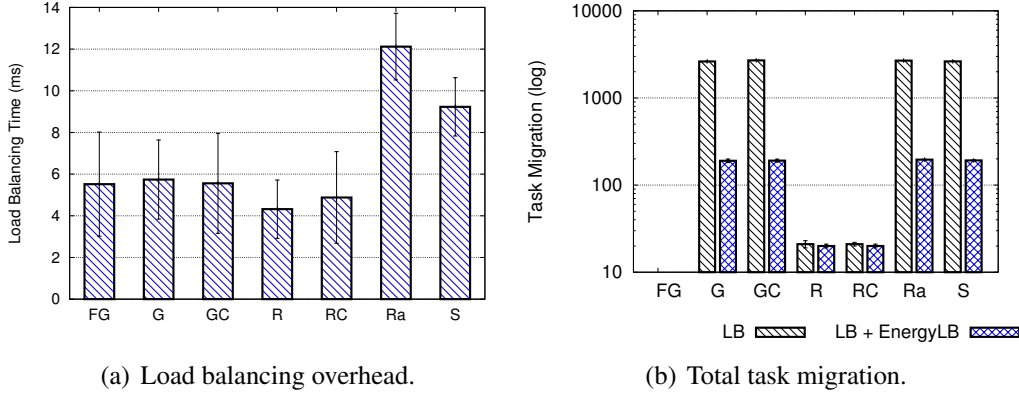 14
12
10
8
6
4
2
0
Load Balancing Time (ms)
FG G GC R RC Ra S
(a) Load balancing overhead.
10000
1000
100
10
Task Migration (log)
FG G GC R RC Ra S
LB LB + EnergyLB
(b) Total task migration.